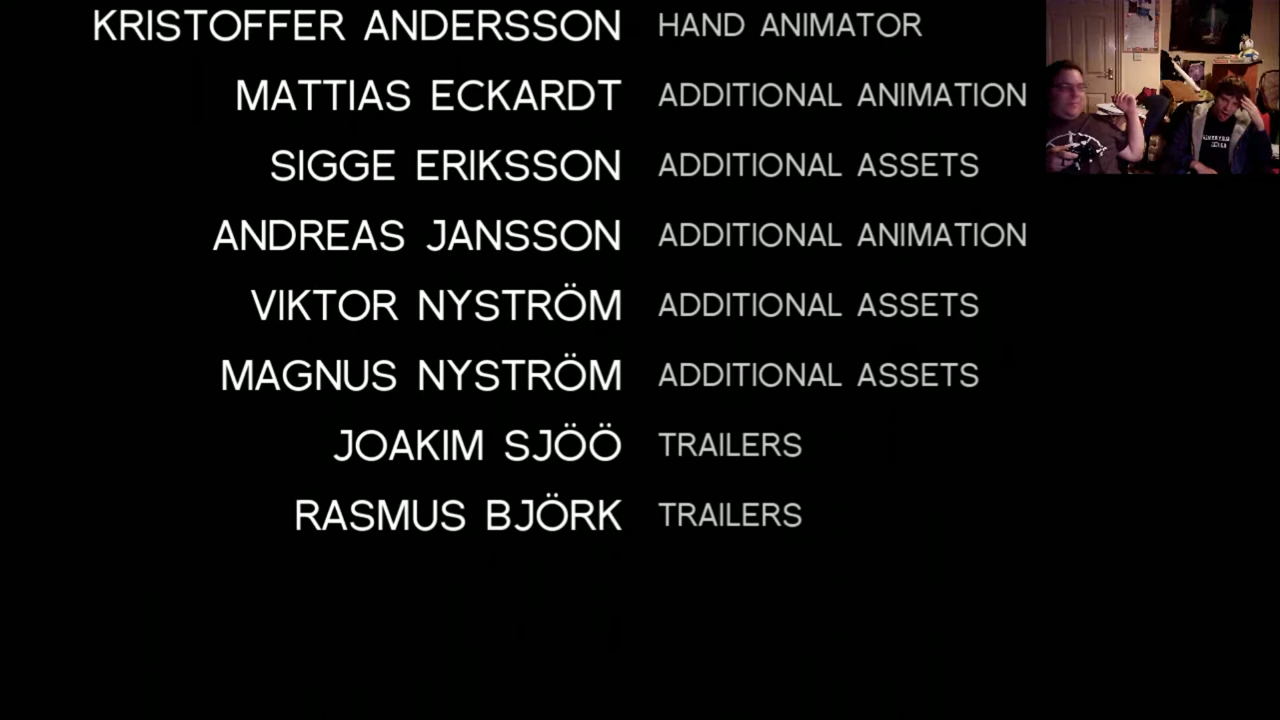 KRISTOFFER ANDERSSON HAND ANIMATOR
MATTIAS ECKARDT ADDITIONAL ANIMATION
SIGGE ERIKSSON ADDITIONAL ASSETS
ANDREAS JANSSON ADDITIONAL ANIMATION
VIKTOR NYSTRÖM ADDITIONAL ASSETS
MAGNUS NYSTRÖM ADDITIONAL ASSETS
JOAKIM SJÖÖ TRAILERS
RASMUS BJÖRK TRAILERS